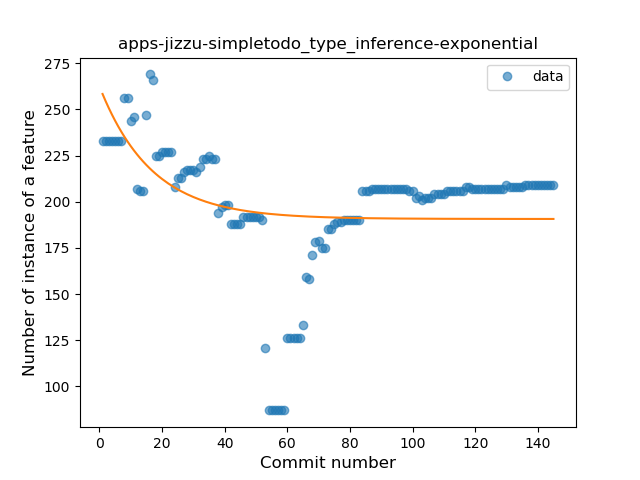 apps-jizzu-simpletodo_type_inference-exponential
data
Number of instance of a feature
275
250
225
200
175
150
125
100
0 20 40 60 80 100 120 140
Commit number